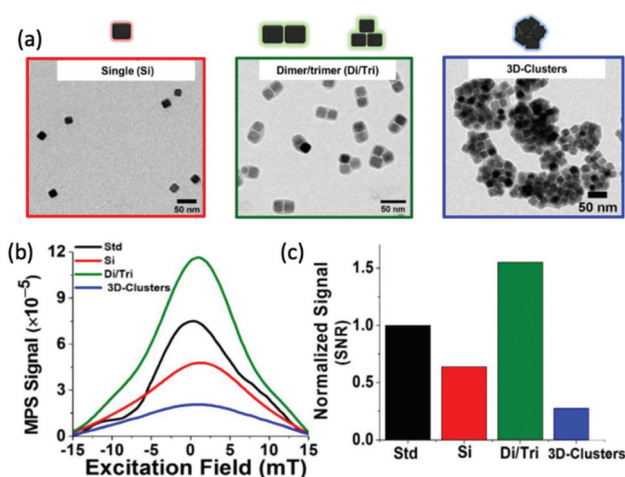 (a)
Single (Si)
Dimer/trimer (Di/Tri)
3D-Clusters
50 nm
50 nm
50 nm
(b)
Std
Si
Di/Tri
3D-Clusters
MPS Signal (×10⁻⁵)
12
9
6
3
0
-15 -10 -5 0 5 10 15
Excitation Field (mT)
(c)
Normalized Signal
(SNR)
1.5
1.0
0.5
0.0
Std Si Di/Tri 3D-Clusters